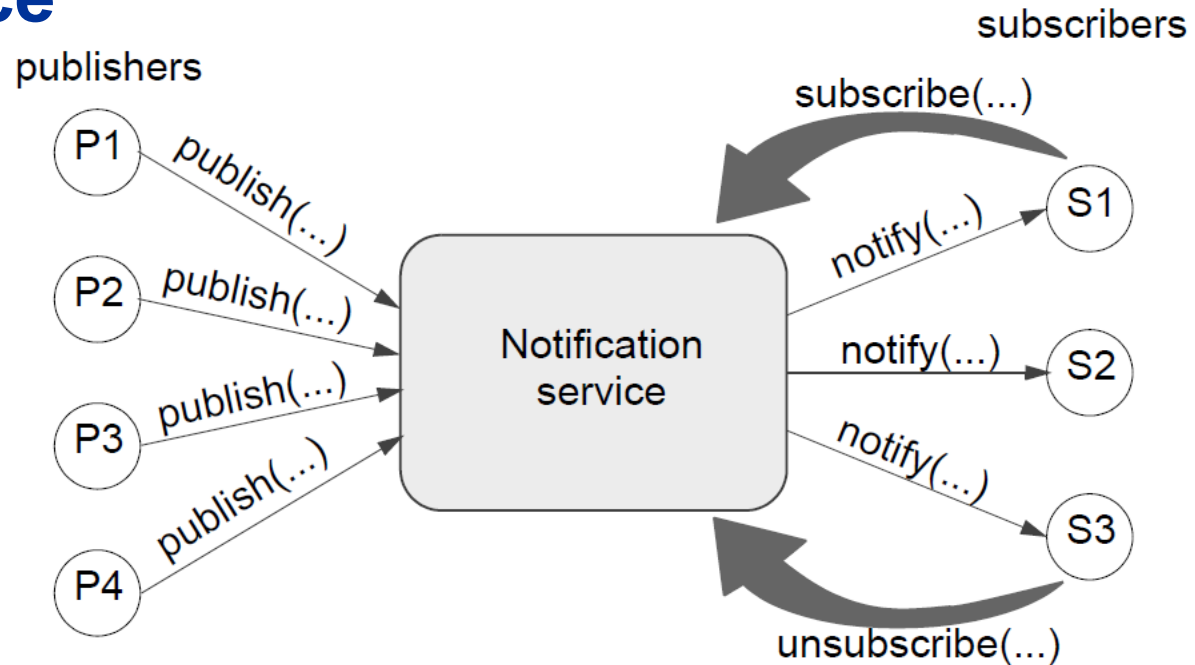 subscribers
publishers
subscribe(...)
P1
publish(...)
S1
notify(...)
P2
publish(...)
Notification
service
notify(...)
S2
P3
publish(...)
notify(...)
S3
P4
publish(...)
unsubscribe(...)